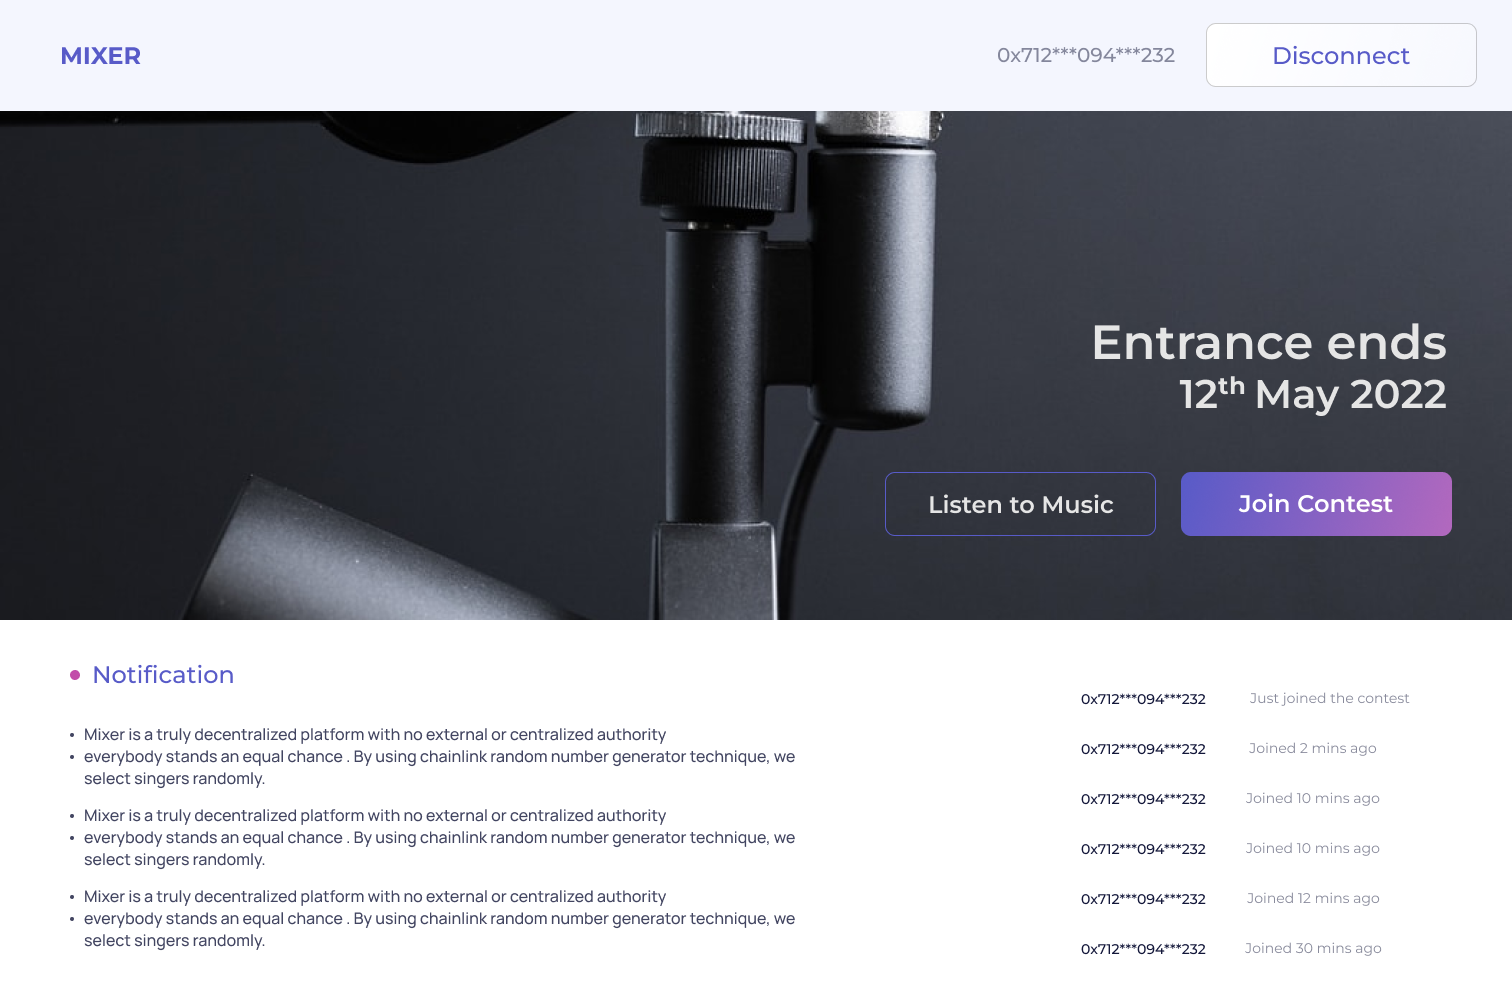 MIXER
0x712***094***232
Disconnect
Entrance ends
12th May 2022
Listen to Music
Join Contest
Notification
• Mixer is a truly decentralized platform with no external or centralized authority
• everybody stands an equal chance . By using chainlink random number generator technique, we
select singers randomly.
• Mixer is a truly decentralized platform with no external or centralized authority
• everybody stands an equal chance . By using chainlink random number generator technique, we
select singers randomly.
• Mixer is a truly decentralized platform with no external or centralized authority
• everybody stands an equal chance . By using chainlink random number generator technique, we
select singers randomly.
0x712***094***232 Just joined the contest
0x712***094***232 Joined 2 mins ago
0x712***094***232 Joined 10 mins ago
0x712***094***232 Joined 10 mins ago
0x712***094***232 Joined 12 mins ago
0x712***094***232 Joined 30 mins ago